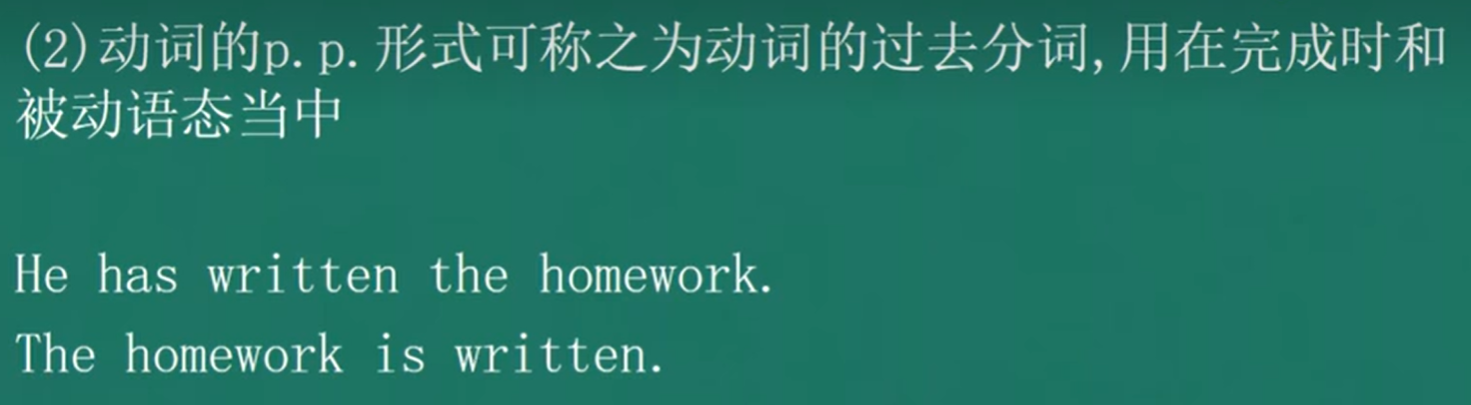 (2)动词的p.p.形式可称之为动词的过去分词,用在完成时和
被动语态当中
He has written the homework.
The homework is written.